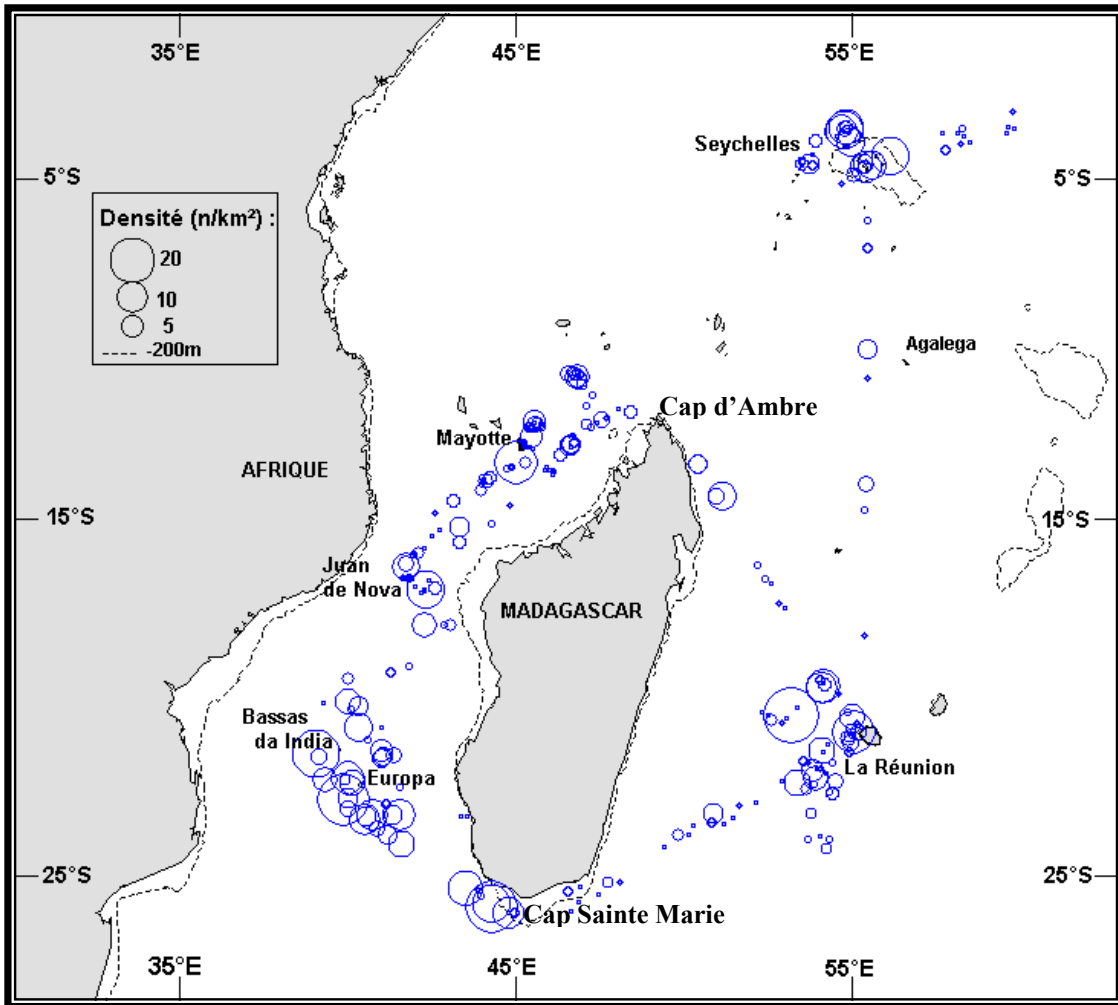 35°E 45°E 55°E
Seychelles
5°S 5°S
Densité (n/km²) :
20
10
5
-200m
Agalega
Cap d’Ambre
Mayotte
AFRIQUE
15°S 15°S
Juan
de Nova
MADAGASCAR
Bassas
da India
Europa
La Réunion
25°S 25°S
Cap Sainte Marie
35°E 45°E 55°E